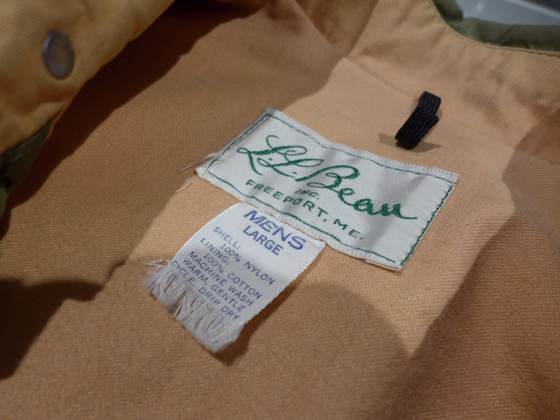 L.L.Bean
INC.
FREEPORT, ME.
MENS
LARGE
SHELL:
100% NYLON
LINING:
100% COTTON
MACHINE WASH
WARM, GENTLE
CYCLE. DRIP DRY